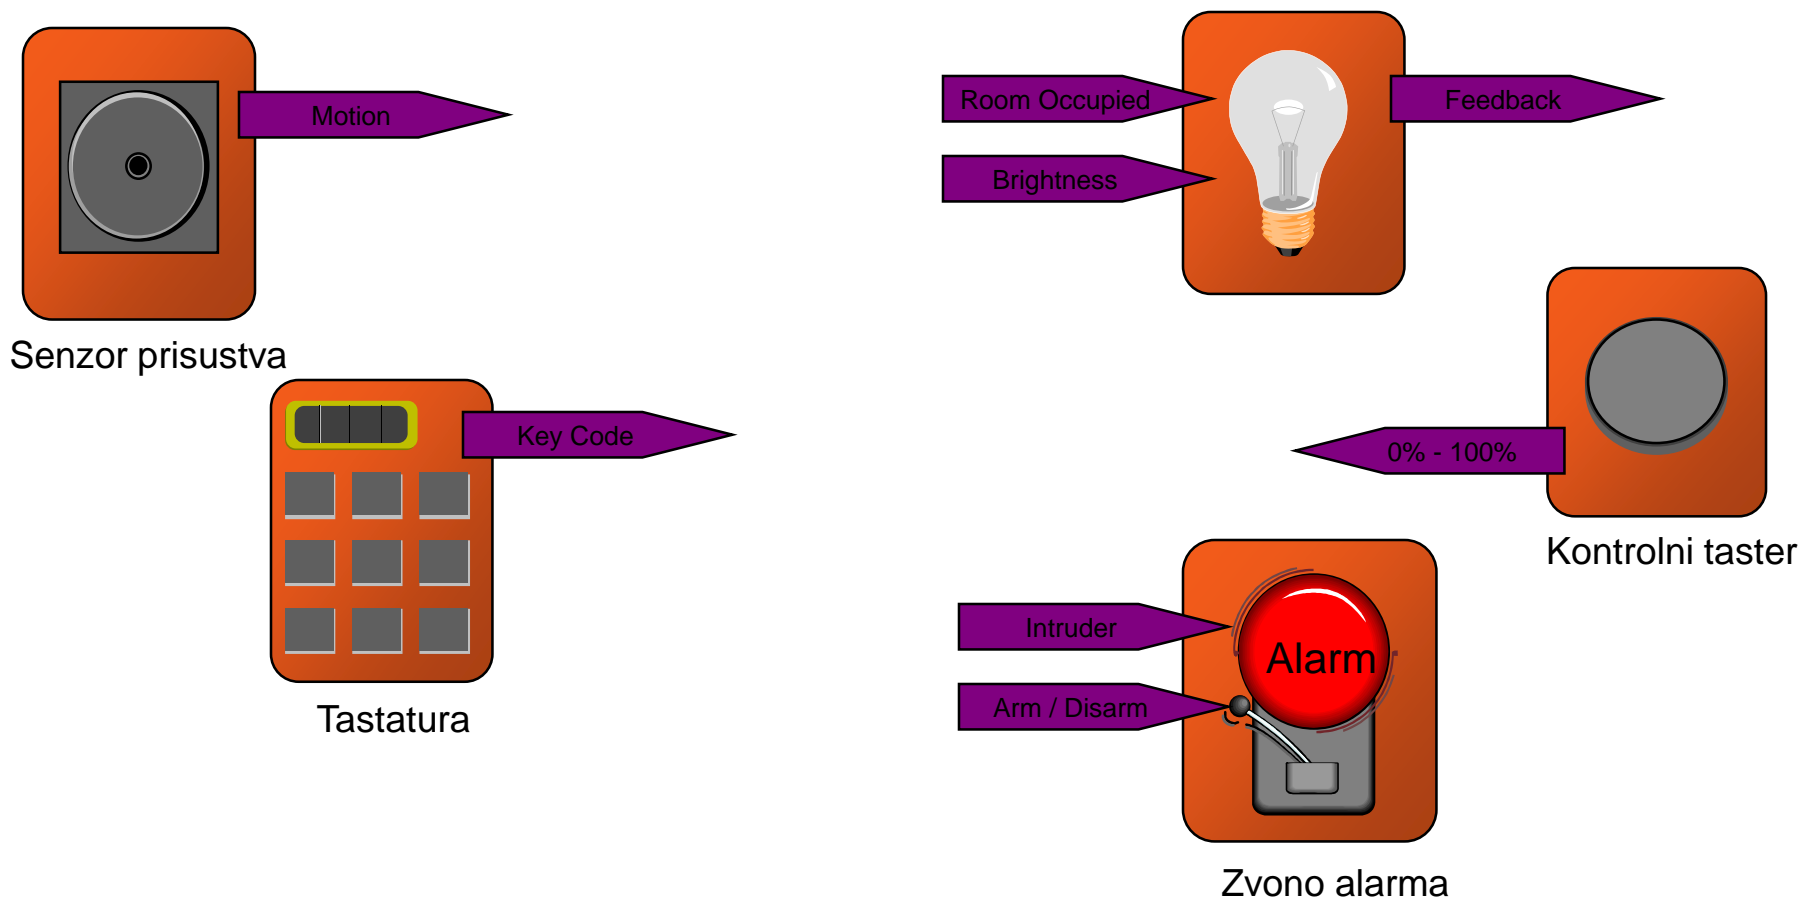 Motion
Senzor prisustva
Key Code
Tastatura
Room Occupied
Brightness
Feedback
0% - 100%
Kontrolni taster
Intruder
Arm / Disarm
Alarm
Zvono alarma